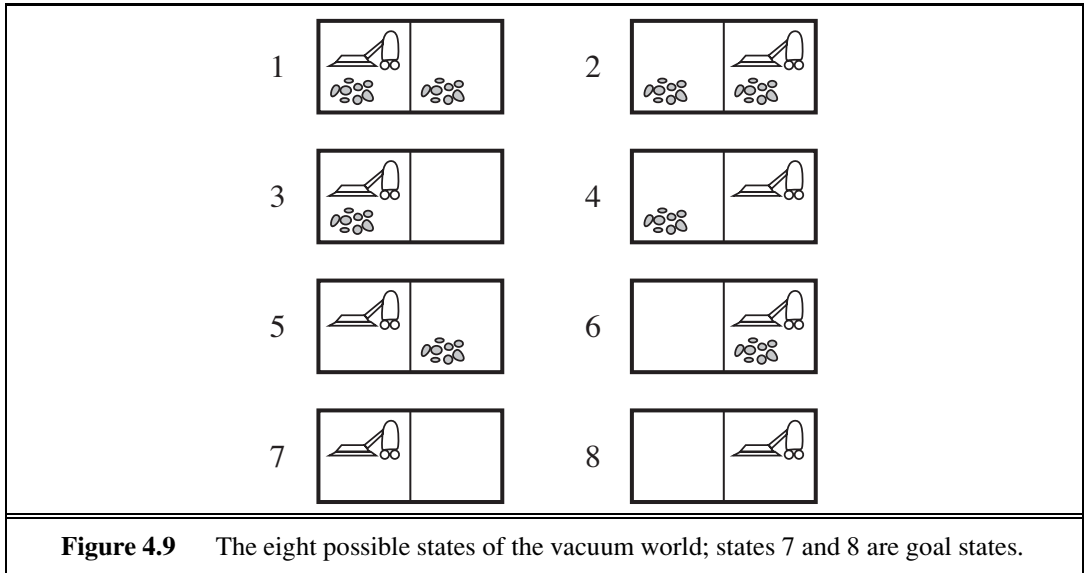 1 2
3 4
5 6
7 8
Figure 4.9 The eight possible states of the vacuum world; states 7 and 8 are goal states.